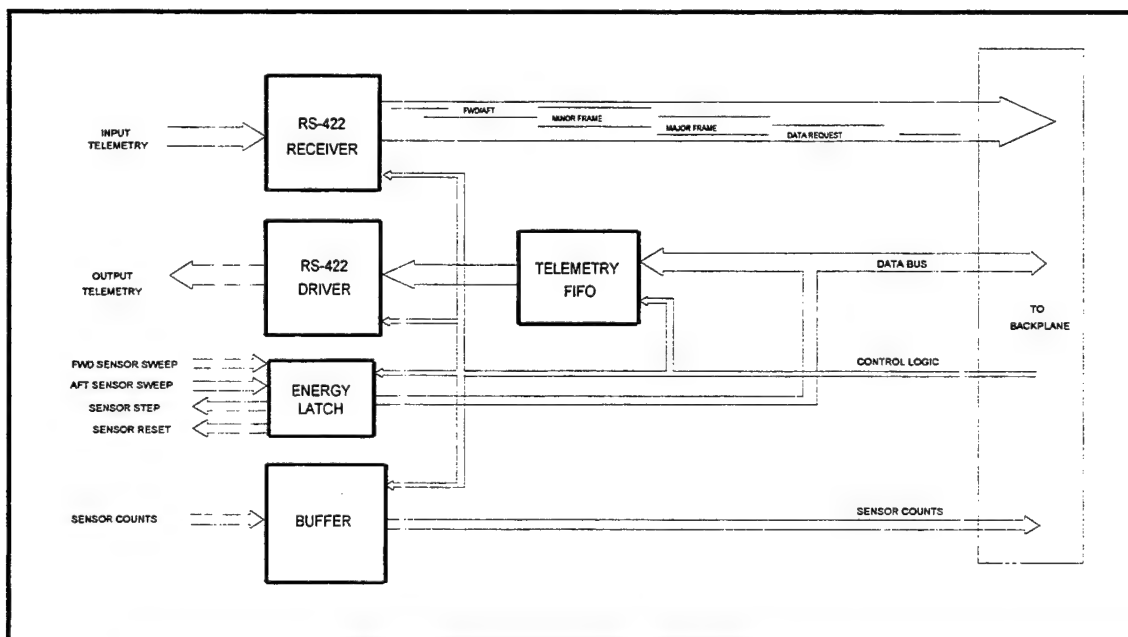 INPUT
TELEMETRY
RS-422
RECEIVER
FWD/AFT
MINOR FRAME
MAJOR FRAME
DATA REQUEST
OUTPUT
TELEMETRY
RS-422
DRIVER
TELEMETRY
FIFO
DATA BUS
TO
BACKPLANE
FWD SENSOR SWEEP
AFT SENSOR SWEEP
SENSOR STEP
SENSOR RESET
ENERGY
LATCH
CONTROL LOGIC
SENSOR COUNTS
BUFFER
SENSOR COUNTS